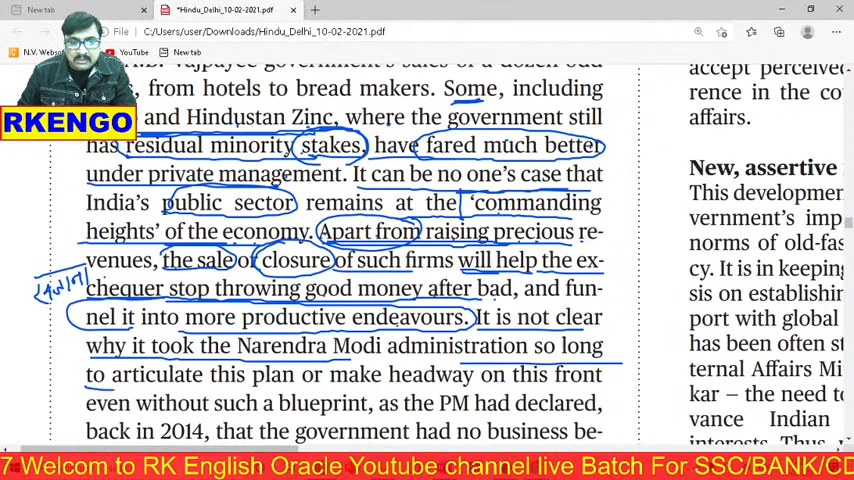 New tab
*Hindu_Delhi_10-02-2021.pdf
File
C:/Users/user/Downloads/Hindu_Delhi_10-02-2021.pdf
YouTube
New tab
RKENGO
Vajpayee government's sales of a dozen odd
from hotels to bread makers. Some, including
and Hindustan Zinc, where the government still
has residual minority stakes, have fared much better
under private management. It can be no one's case that
India's public sector remains at the 'commanding
heights' of the economy. Apart from raising precious re-
venues, the sale or closure of such firms will help the ex-
chequer stop throwing good money after bad, and fun-
nel it into more productive endeavours. It is not clear
why it took the Narendra Modi administration so long
to articulate this plan or make headway on this front
even without such a blueprint, as the PM had declared,
back in 2014, that the government had no business be-
accept perceived
rence in the co
affairs.
New, assertive
This developmen
vernment's imp
norms of old-fas
cy. It is in keeping
sis on establishin
port with global
has been often st
ternal Affairs Mi
kar – the need to
vance Indian
interests. Thus
7 Welcom to RK English Oracle Youtube channel live Batch For SSC/BANK/CD